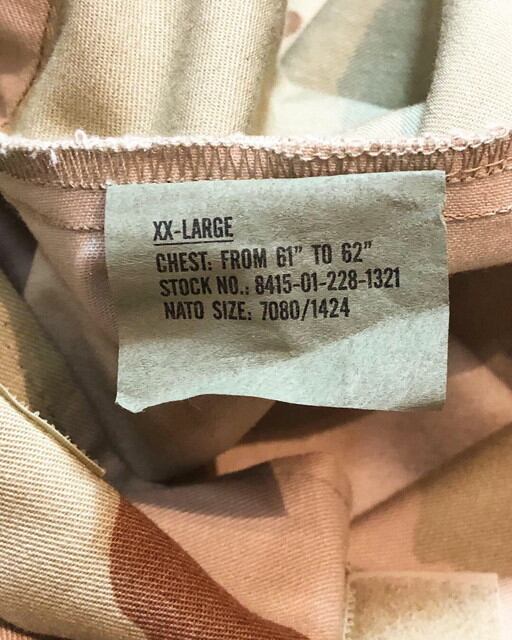 XX-LARGE
CHEST: FROM 61" TO 62"
STOCK NO.: 8415-01-228-1321
NATO SIZE: 7080/1424